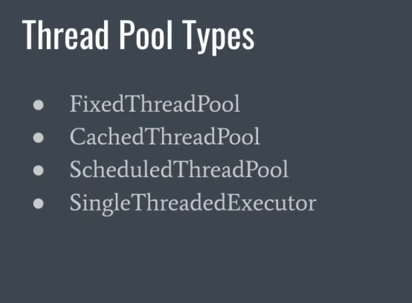 Thread Pool Types
● FixedThreadPool
● CachedThreadPool
● ScheduledThreadPool
● SingleThreadedExecutor